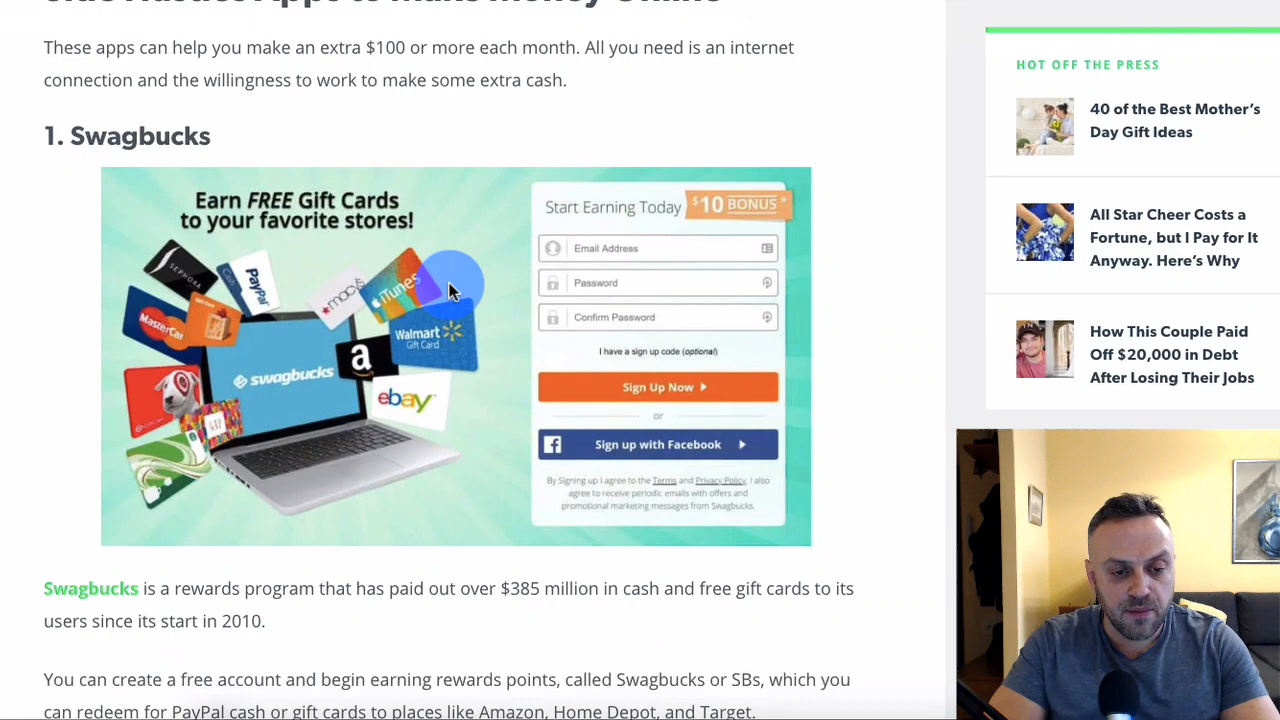 These apps can help you make an extra $100 or more each month. All you need is an internet
connection and the willingness to work to make some extra cash.
1. Swagbucks
Earn FREE Gift Cards
to your favorite stores!
SEPHORA
PayPal
Cash
macy's
iTunes
MasterCar
Walmart
Gift Card
a
swagbucks
ebay
GAP
Start Earning Today
$10 BONUS*
Email Address
Password
Confirm Password
I have a sign up code (optional)
Sign Up Now
or
f
Sign up with Facebook
By Signing up I agree to the Terms and Privacy Policy. I also
agree to receive periodic emails with offers and
promotional marketing messages from Swagbucks.
Swagbucks is a rewards program that has paid out over $385 million in cash and free gift cards to its
users since its start in 2010.
You can create a free account and begin earning rewards points, called Swagbucks or SBs, which you
can redeem for PayPal cash or gift cards to places like Amazon, Home Depot, and Target.
HOT OFF THE PRESS
40 of the Best Mother's
Day Gift Ideas
All Star Cheer Costs a
Fortune, but I Pay for It
Anyway. Here's Why
How This Couple Paid
Off $20,000 in Debt
After Losing Their Jobs